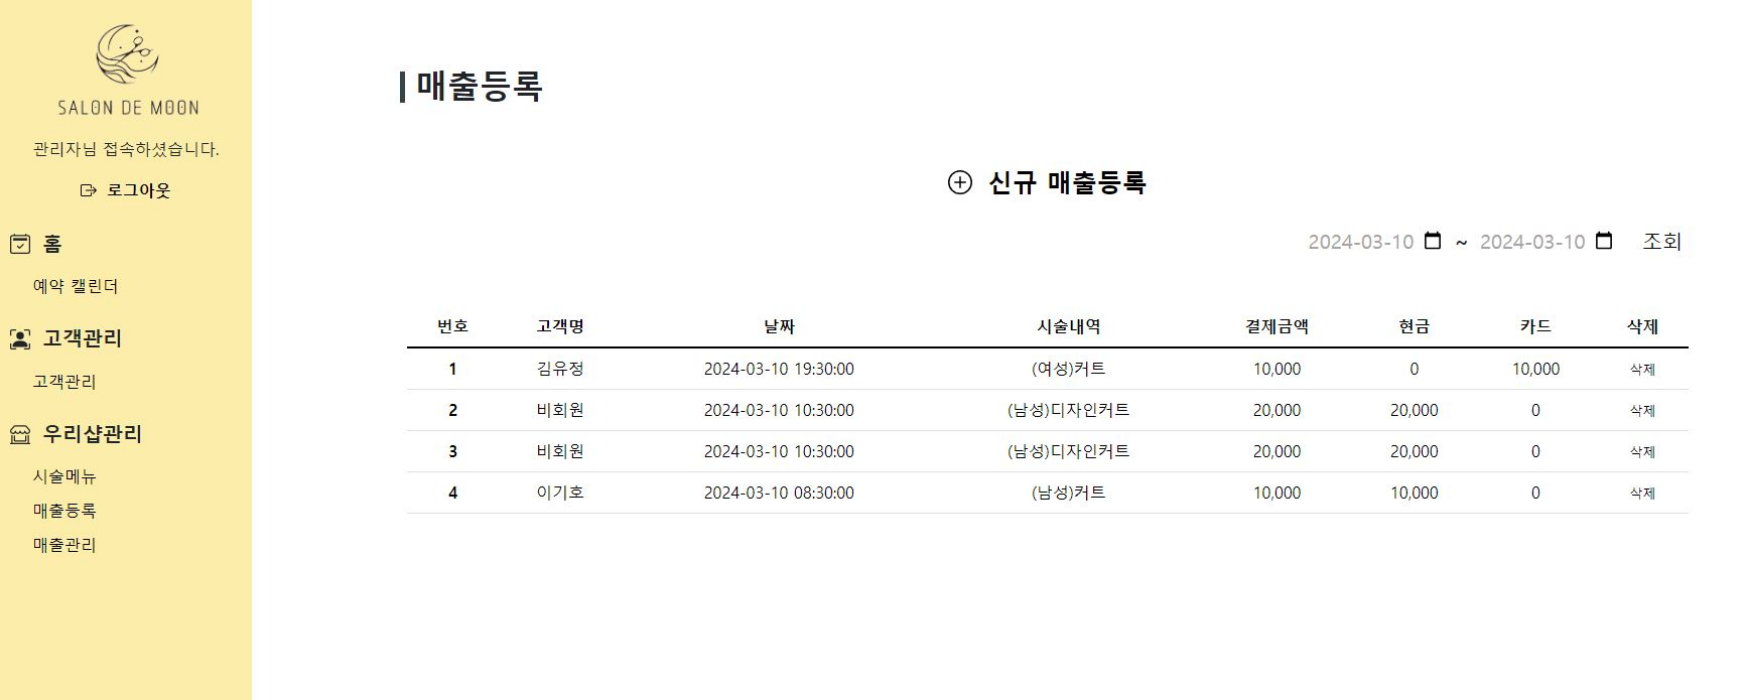 SALON DE MOON
관리자님 접속하셨습니다.
로그아웃
홈
예약 캘린더
고객관리
고객관리
우리샵관리
시술메뉴
매출등록
매출관리
매출등록
신규 매출등록
2024-03-10 ~ 2024-03-10 조회
번호 고객명 날짜 시술내역 결제금액 현금 카드 삭제
1 김유정 2024-03-10 19:30:00 (여성)커트 10,000 0 10,000 삭제
2 비회원 2024-03-10 10:30:00 (남성)디자인커트 20,000 20,000 0 삭제
3 비회원 2024-03-10 10:30:00 (남성)디자인커트 20,000 20,000 0 삭제
4 이기호 2024-03-10 08:30:00 (남성)커트 10,000 10,000 0 삭제